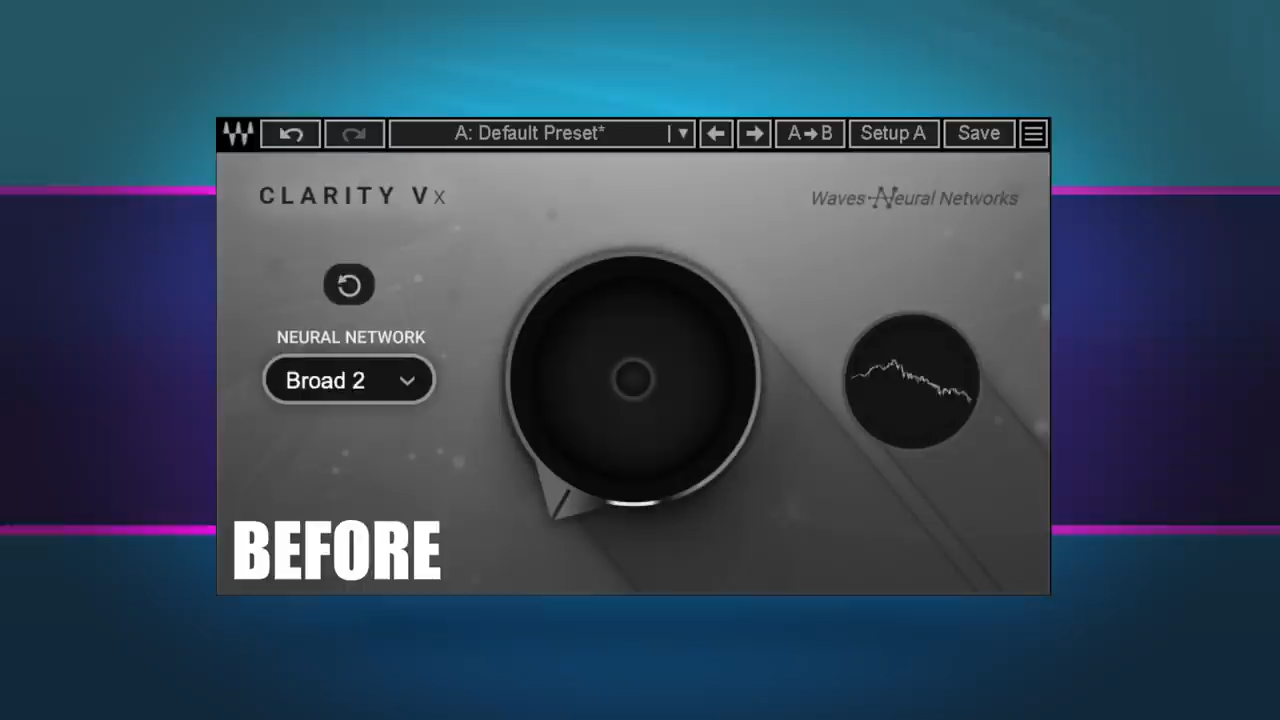 A: Default Preset*
A→B
Setup A
Save
CLARITY Vx
Waves Neural Networks
NEURAL NETWORK
Broad 2
BEFORE